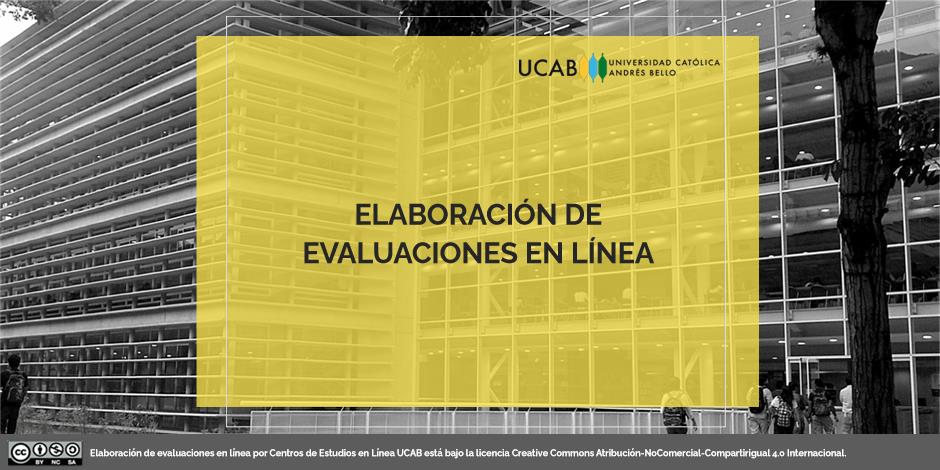 UCAB UNIVERSIDAD CATÓLICA
ANDRÉS BELLO
ELABORACIÓN DE
EVALUACIONES EN LÍNEA
cc BY NC SA
Elaboración de evaluaciones en línea por Centros de Estudios en Línea UCAB está bajo la licencia Creative Commons Atribución-NoComercial-Compartirigual 4.0 Internacional.